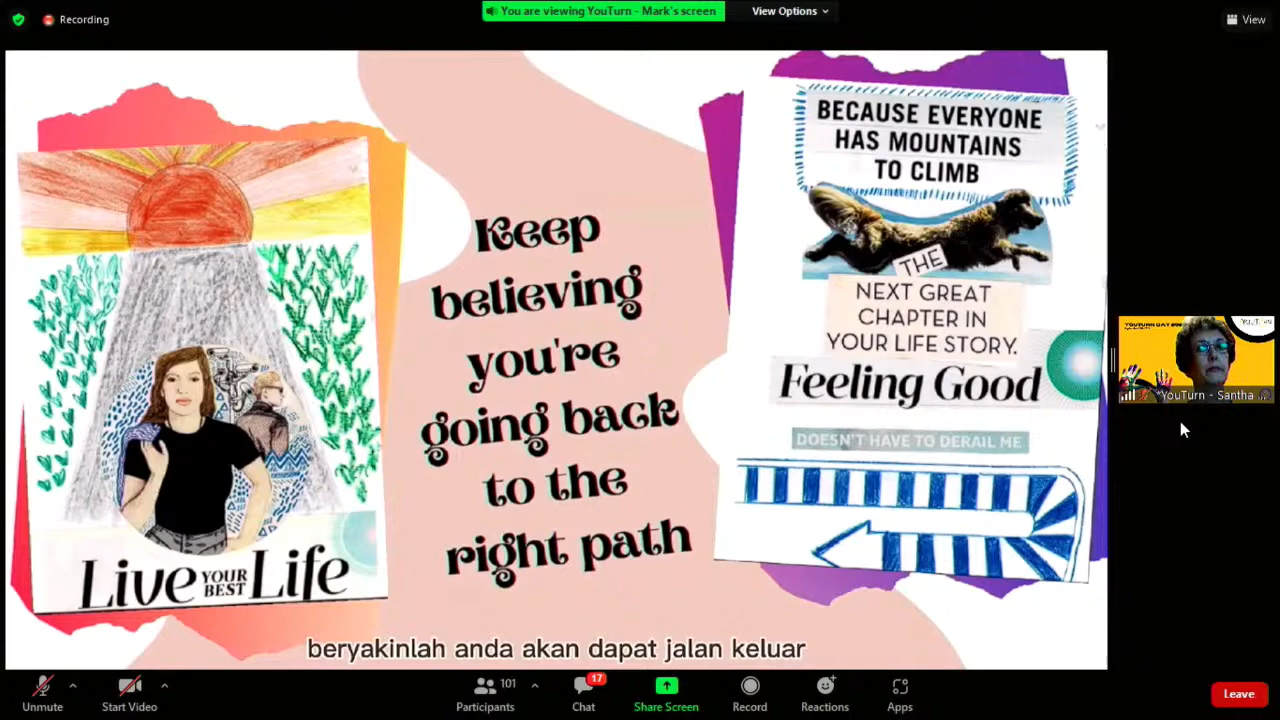 Recording
You are viewing YouTurn - Mark's screen
View Options
View
BECAUSE EVERYONE
HAS MOUNTAINS
TO CLIMB
THE
NEXT GREAT
CHAPTER IN
YOUR LIFE STORY.
Feeling Good
DOESN'T HAVE TO DERAIL ME
Keep
believing
you're
going back
to the
right path
Live YOUR BEST Life
beryakinlah anda akan dapat jalan keluar
YouTurn - Santha ...
Unmute
Start Video
Participants
101
Chat
17
Share Screen
Record
Reactions
Apps
Leave